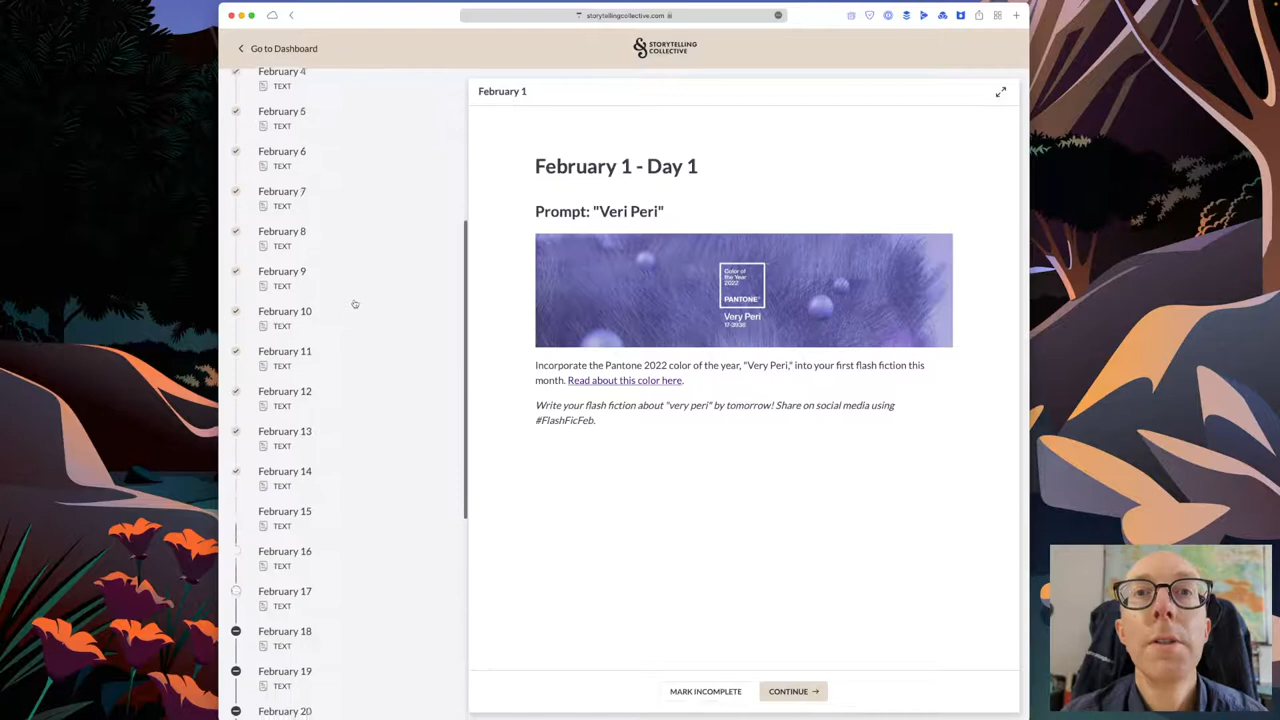 storytellingcollective.com
Go to Dashboard
STORYTELLING
COLLECTIVE
February 4
TEXT
February 5
TEXT
February 6
TEXT
February 7
TEXT
February 8
TEXT
February 9
TEXT
February 10
TEXT
February 11
TEXT
February 12
TEXT
February 13
TEXT
February 14
TEXT
February 15
TEXT
February 16
TEXT
February 17
TEXT
February 18
TEXT
February 19
TEXT
February 20
February 1
February 1 - Day 1
Prompt: "Veri Peri"
Color of
the Year
2022
PANTONE®
Very Peri
17-3938
Incorporate the Pantone 2022 color of the year, "Very Peri," into your first flash fiction this
month. Read about this color here.
Write your flash fiction about "very peri" by tomorrow! Share on social media using
#FlashFicFeb.
MARK INCOMPLETE
CONTINUE →